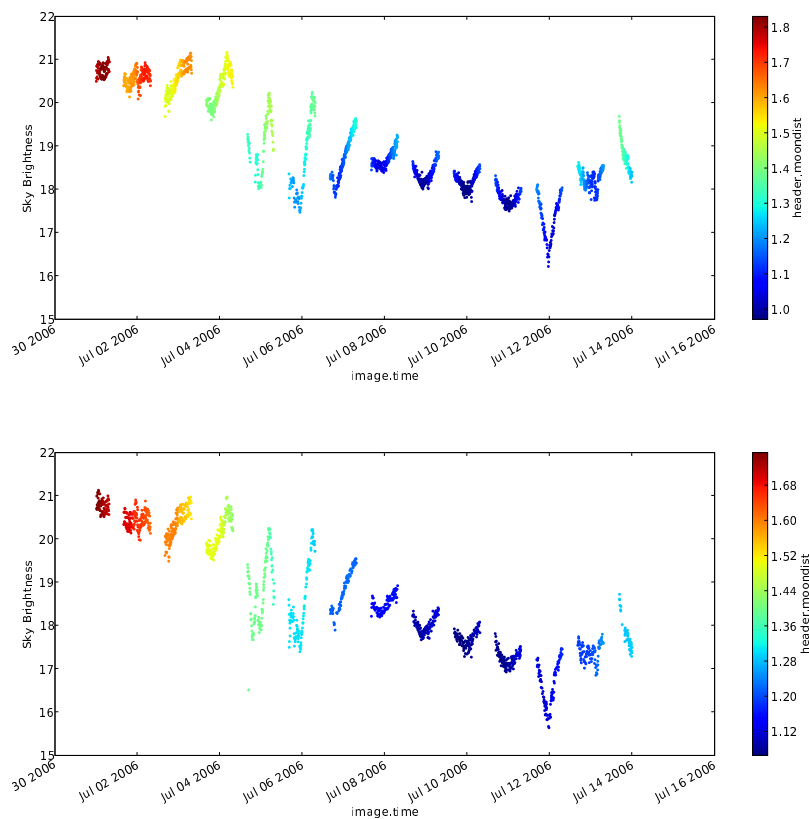 22
21
20
19
18
17
16
15
Sky Brightness
30 2006
Jul 02 2006
Jul 04 2006
Jul 06 2006
Jul 08 2006
Jul 10 2006
Jul 12 2006
Jul 14 2006
Jul 16 2006
image.time
1.8
1.7
1.6
1.5
1.4
1.3
1.2
1.1
1.0
header.moondist
22
21
20
19
18
17
16
15
Sky Brightness
30 2006
Jul 02 2006
Jul 04 2006
Jul 06 2006
Jul 08 2006
Jul 10 2006
Jul 12 2006
Jul 14 2006
Jul 16 2006
image.time
1.68
1.60
1.52
1.44
1.36
1.28
1.20
1.12
header.moondist